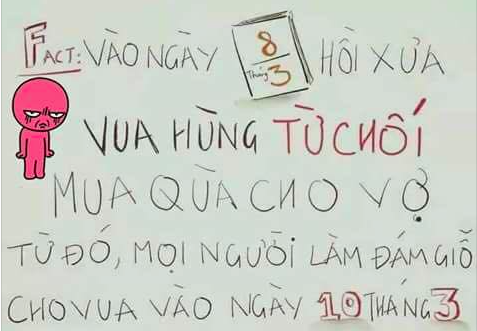 FACT: VÀO NGÀY 8 Tháng 3 HỒI XƯA
VUA HÙNG TỪ CHỐI
MUA QUÀ CHO VỢ
TỪ ĐÓ, MỌI NGƯỜI LÀM ĐÁM GIỖ
CHO VUA VÀO NGÀY 10 THÁNG 3